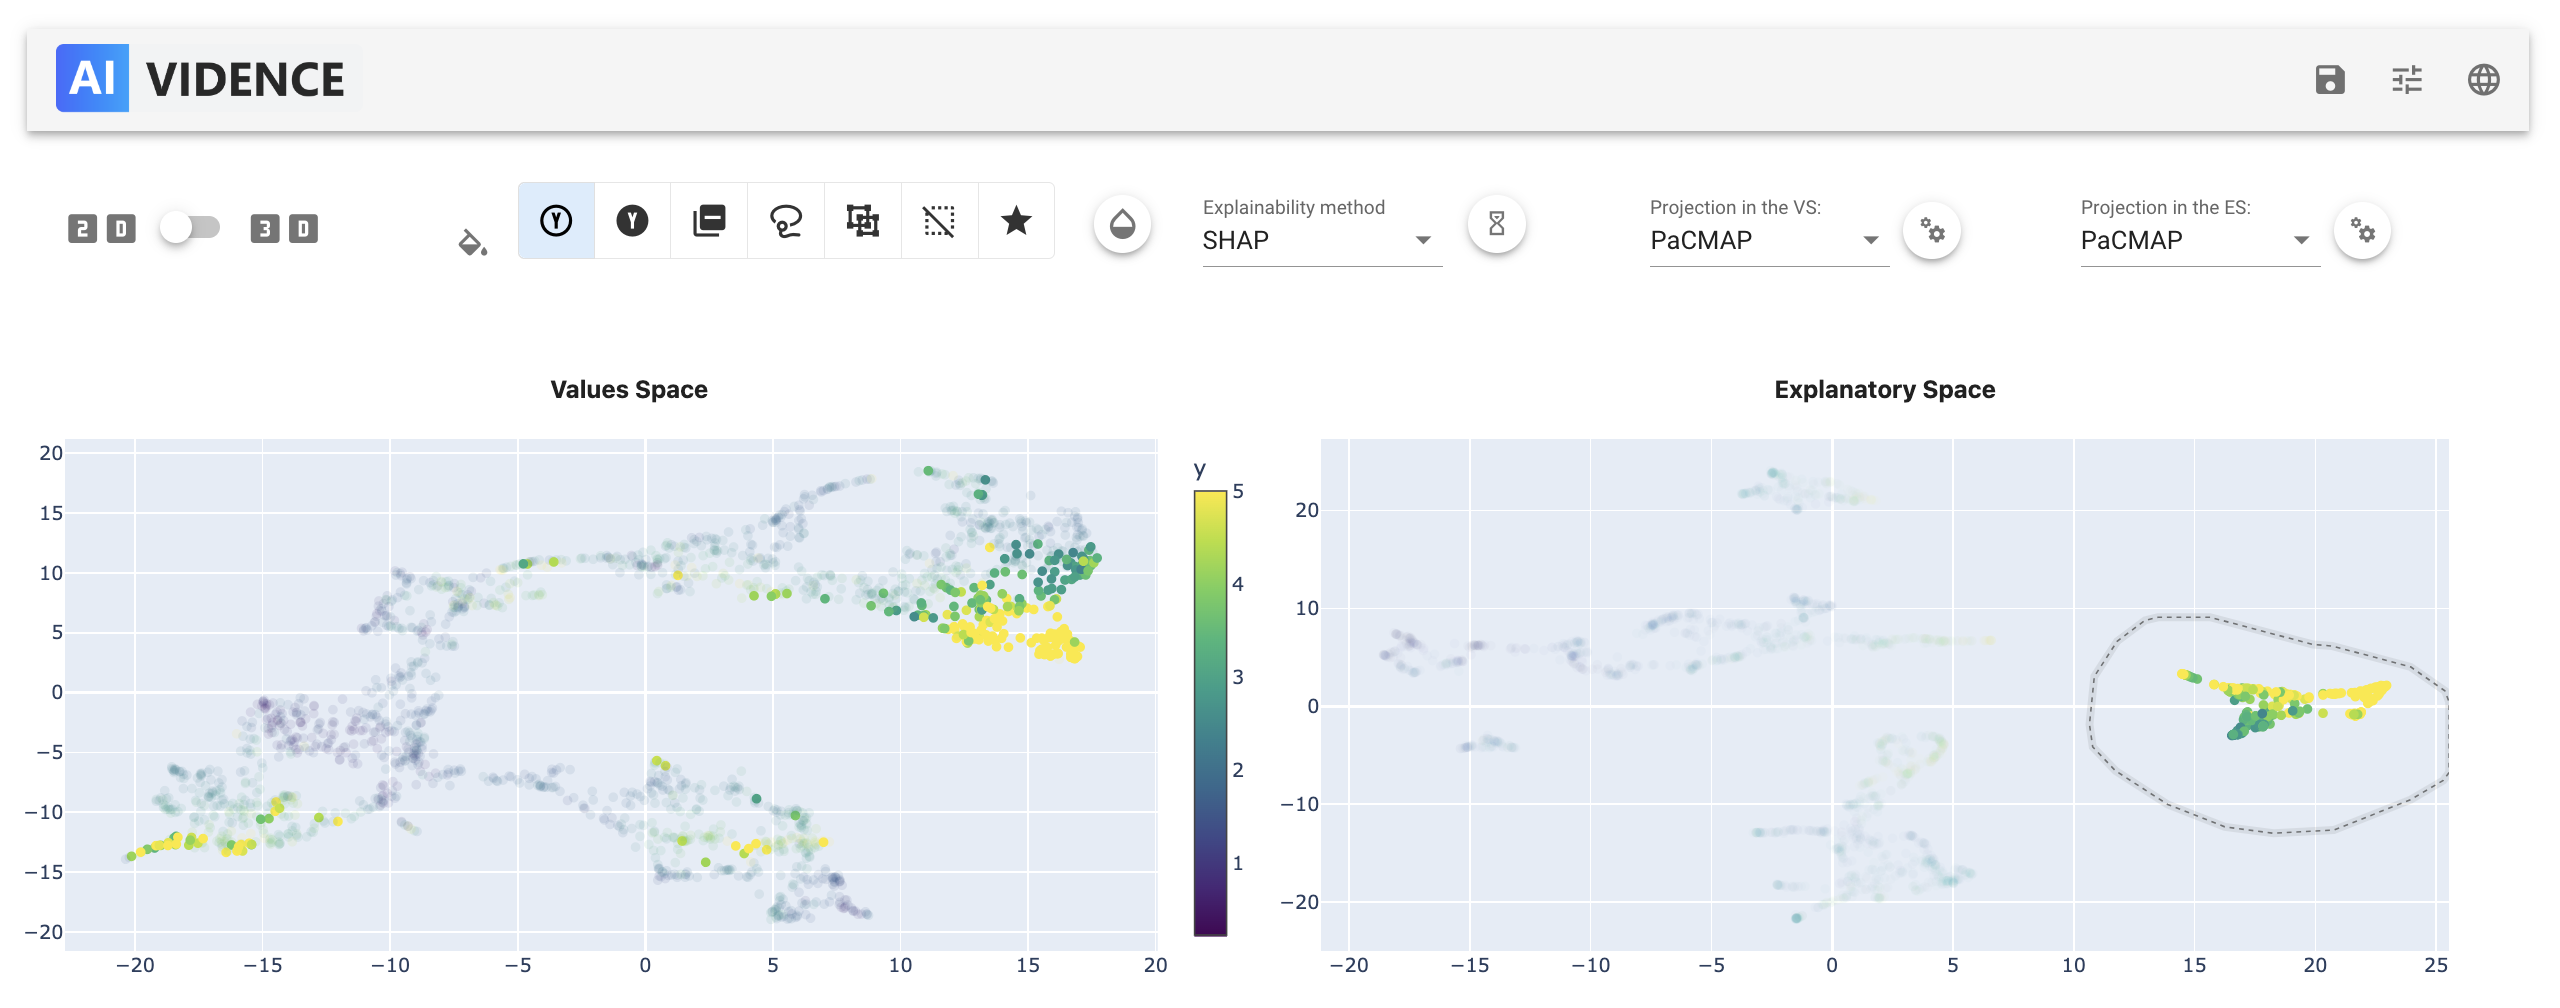 AI VIDENCE
2 D 3 D
Y Y
Explainability method
SHAP
Projection in the VS:
PaCMAP
Projection in the ES:
PaCMAP
Values Space
Explanatory Space
20
15
10
5
0
−5
−10
−15
−20
−20 −15 −10 −5 0 5 10 15 20
y
5
4
3
2
1
20
10
0
−10
−20
−20 −15 −10 −5 0 5 10 15 20 25